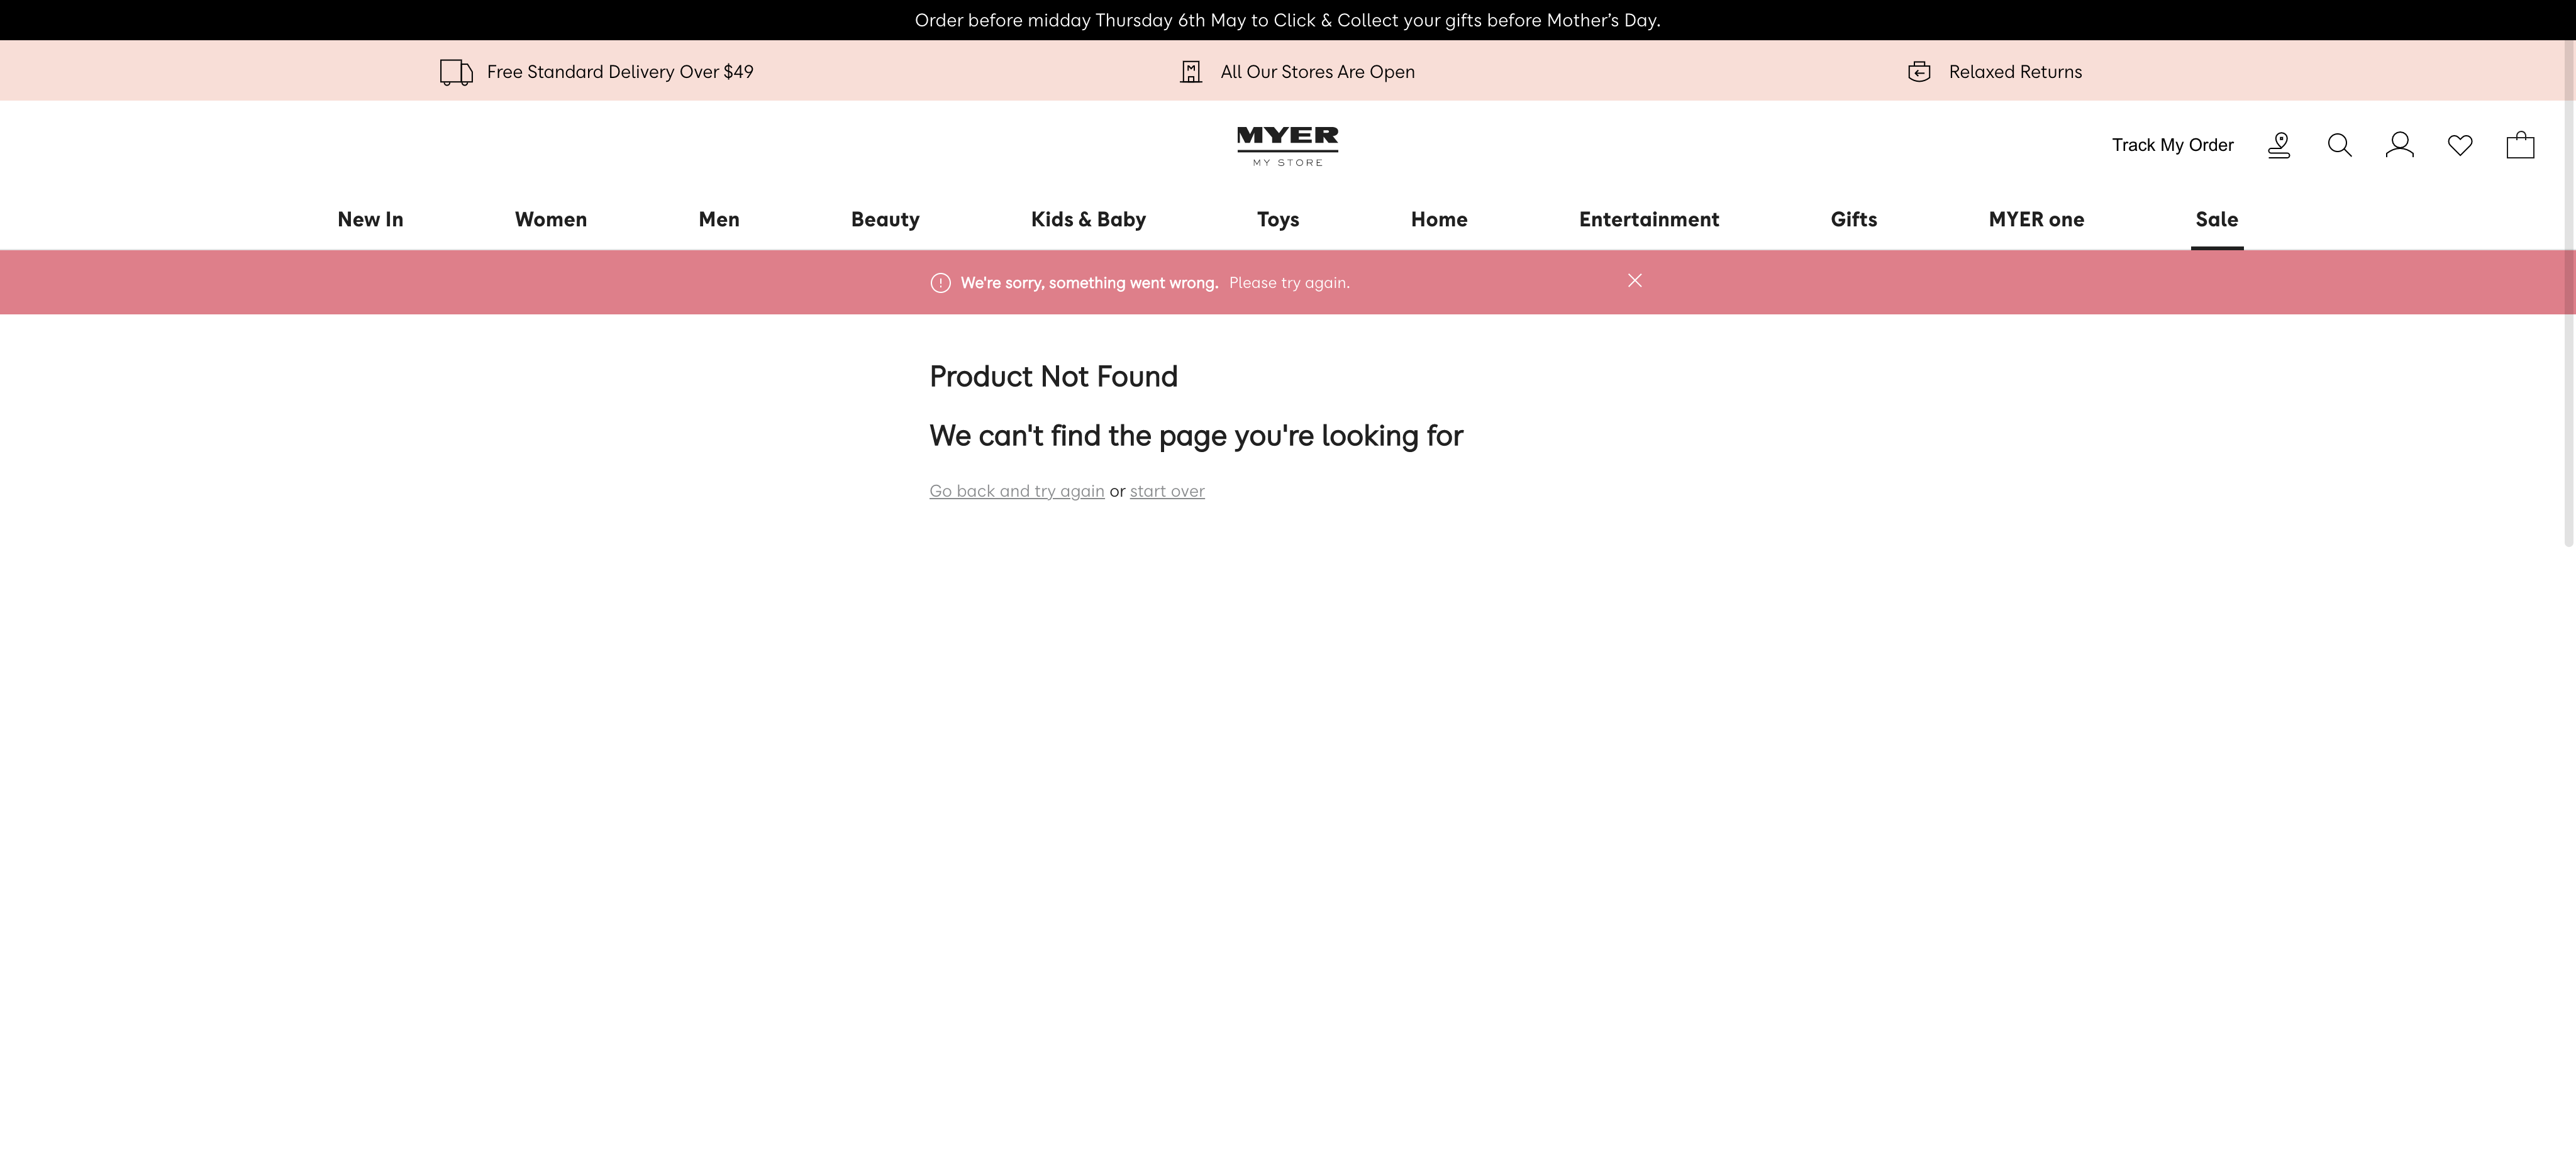 Order before midday Thursday 6th May to Click & Collect your gifts before Mother’s Day.
Free Standard Delivery Over $49
All Our Stores Are Open
Relaxed Returns
MYER
MY STORE
Track My Order
New In
Women
Men
Beauty
Kids & Baby
Toys
Home
Entertainment
Gifts
MYER one
Sale
We're sorry, something went wrong. Please try again.
Product Not Found
We can't find the page you're looking for
Go back and try again or start over